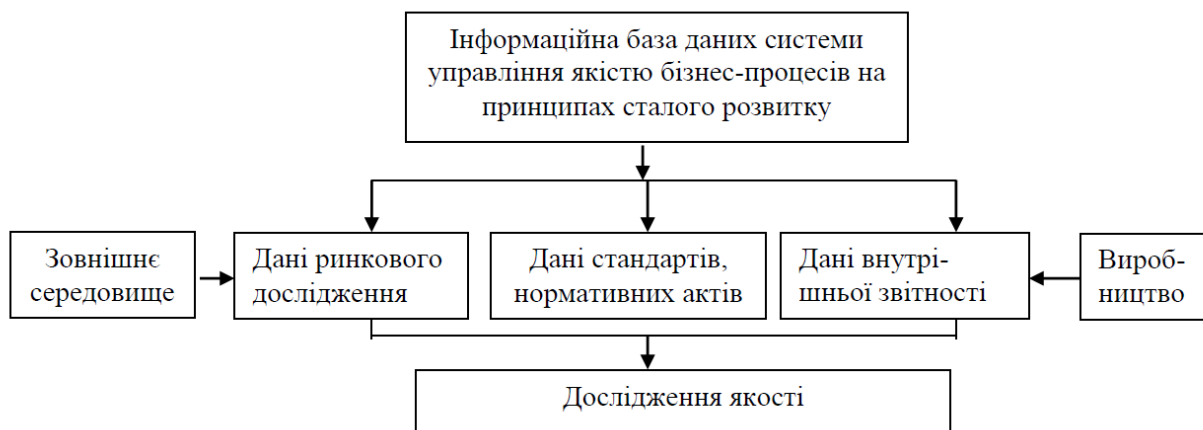 Інформаційна база даних системи
управління якістю бізнес-процесів на
принципах сталого розвитку
Зовнішнє
середовище
Дані ринкового
дослідження
Дані стандартів,
нормативних актів
Дані внутрі-
шньої звітності
Вироб-
ництво
Дослідження якості